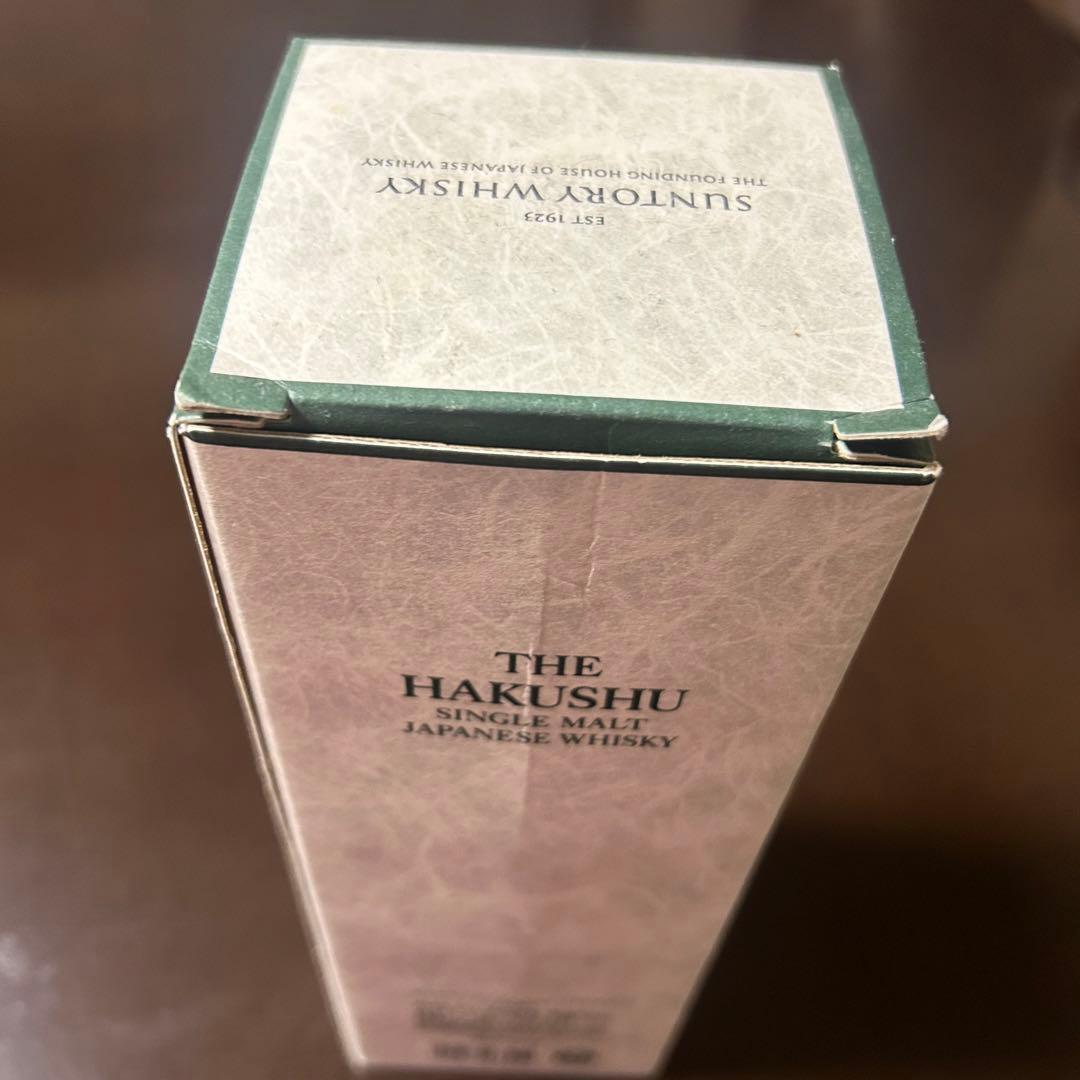 EST 1923
SUNTORY WHISKY
THE FOUNDING HOUSE OF JAPANESE WHISKY
THE
HAKUSHU
SINGLE MALT
JAPANESE WHISKY